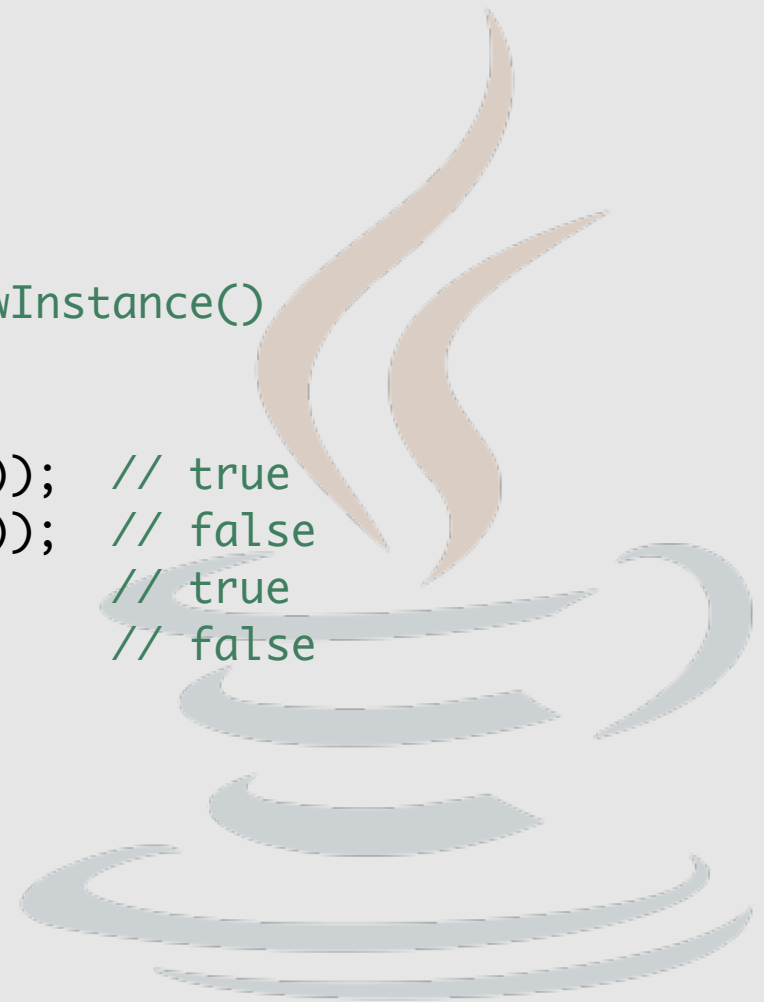 wInstance()
)); // true
)); // false
// true
// false